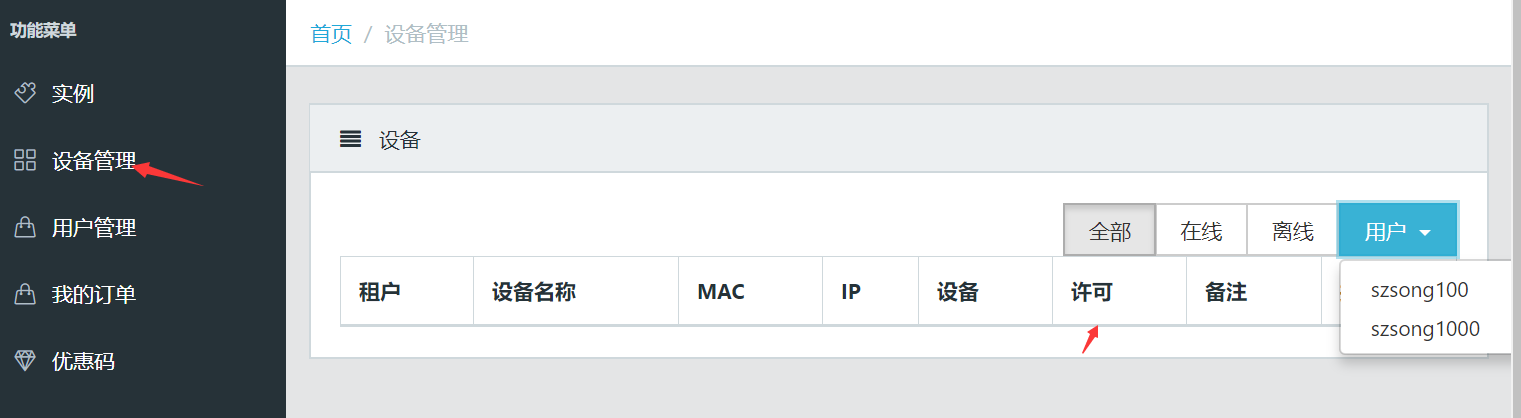 功能菜单
实例
设备管理
用户管理
我的订单
优惠码
首页 / 设备管理
设备
全部 在线 离线 用户
租户 设备名称 MAC IP 设备 许可 备注
szsong100
szsong1000